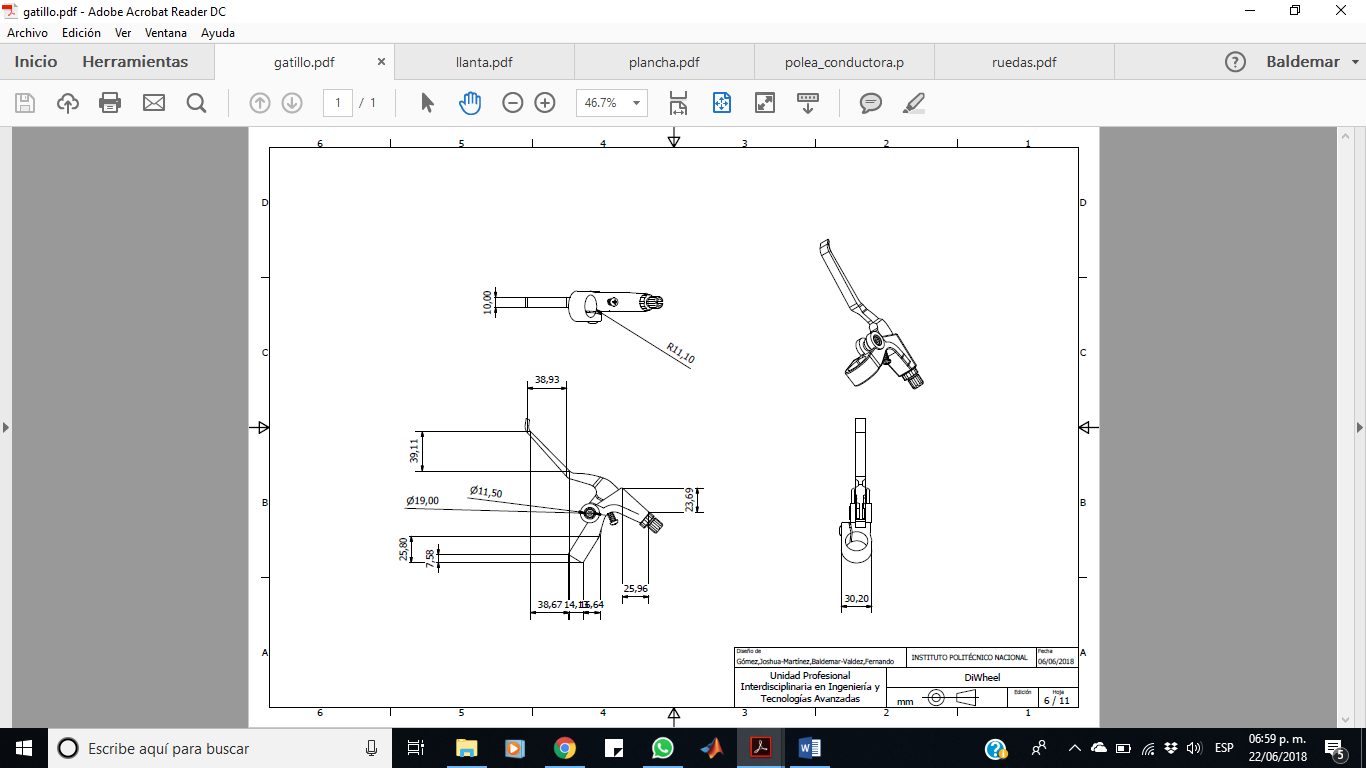 gatillo.pdf - Adobe Acrobat Reader DC
Archivo Edición Ver Ventana Ayuda
Inicio Herramientas gatillo.pdf llanta.pdf plancha.pdf polea_conductora.p ruedas.pdf Baldemar
1 / 1 46.7%
6 5 4 3 2 1
D D
10,00
R11,10
C C
38,93
39,11
Ø11,50
Ø19,00
23,69
B B
25,80
7,58
25,96
38,67 14,13 16,64
30,20
A A
Diseño de
Gómez,Joshua-Martínez,Baldemar-Valdez,Fernando
INSTITUTO POLITÉCNICO NACIONAL
Fecha
06/06/2018
Unidad Profesional
Interdisciplinaria en Ingeniería y
Tecnologías Avanzadas
DiWheel
mm
Edición
Hoja
6 / 11
6 5 4 3 2 1
Escribe aquí para buscar
ESP
06:59 p. m.
22/06/2018
5